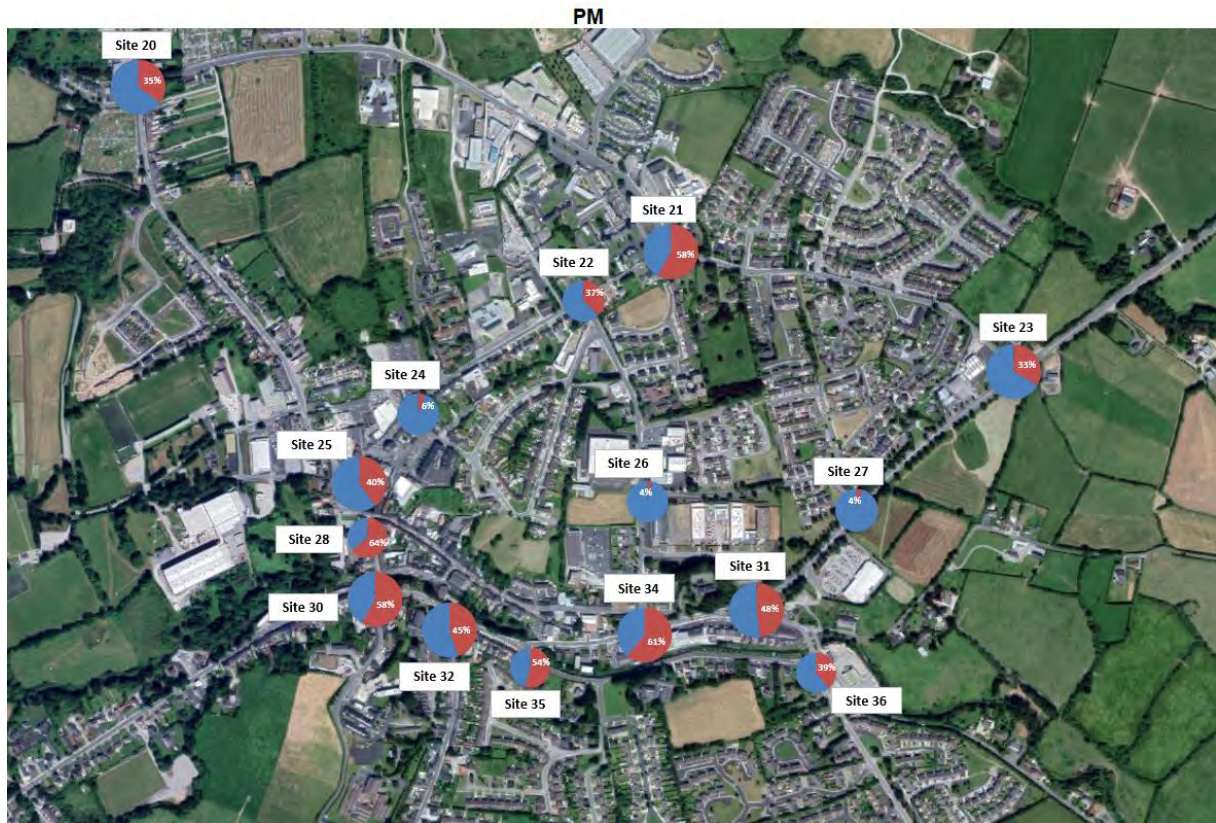 PM
Site 20
35%
Site 21
58%
Site 22
37%
Site 23
33%
Site 24
6%
Site 25
40%
Site 26
4%
Site 27
4%
Site 28
64%
Site 30
58%
Site 31
48%
Site 34
61%
Site 32
45%
Site 35
54%
Site 36
39%